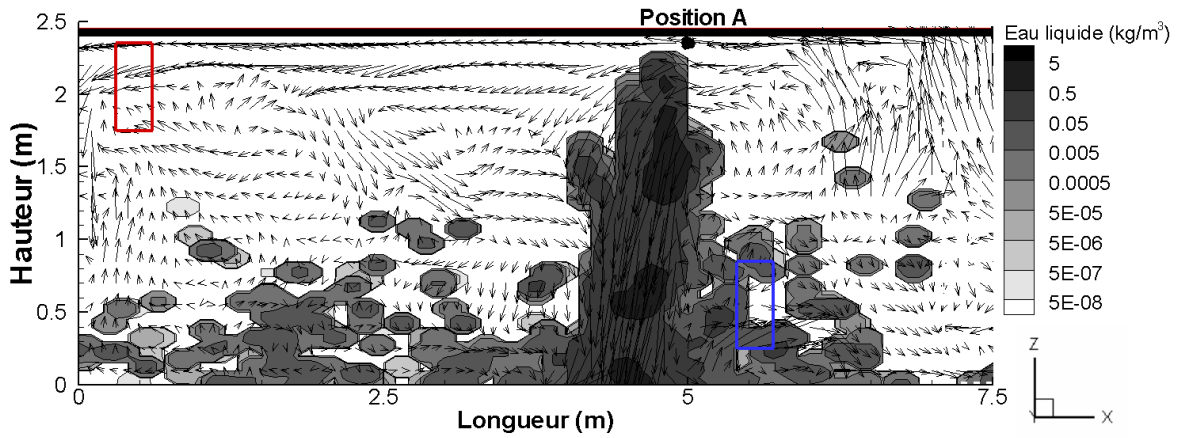 Position A
2.5
2
1.5
1
0.5
0
Hauteur (m)
0
2.5
5
7.5
Longueur (m)
Eau liquide (kg/m³)
5
0.5
0.05
0.005
0.0005
5E-05
5E-06
5E-07
5E-08
Z
Y
X